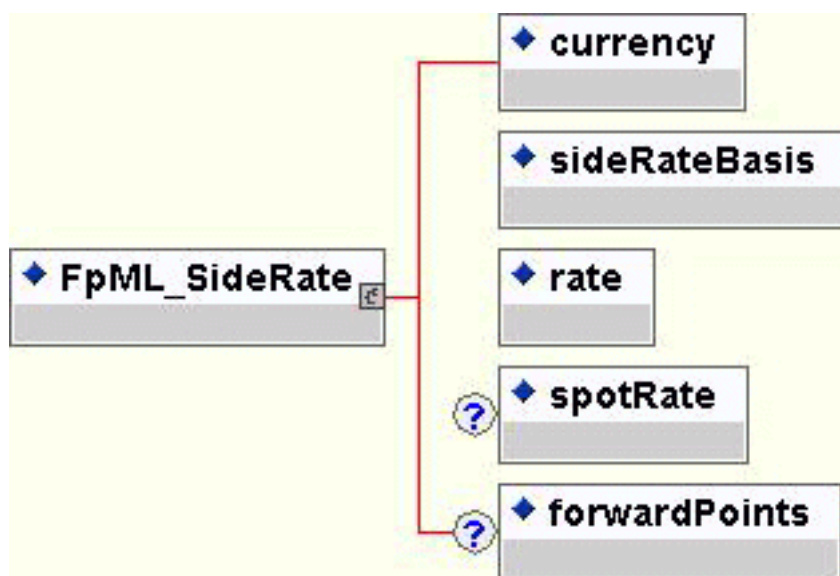 currency
sideRateBasis
FpML_SideRate
rate
?
spotRate
?
forwardPoints